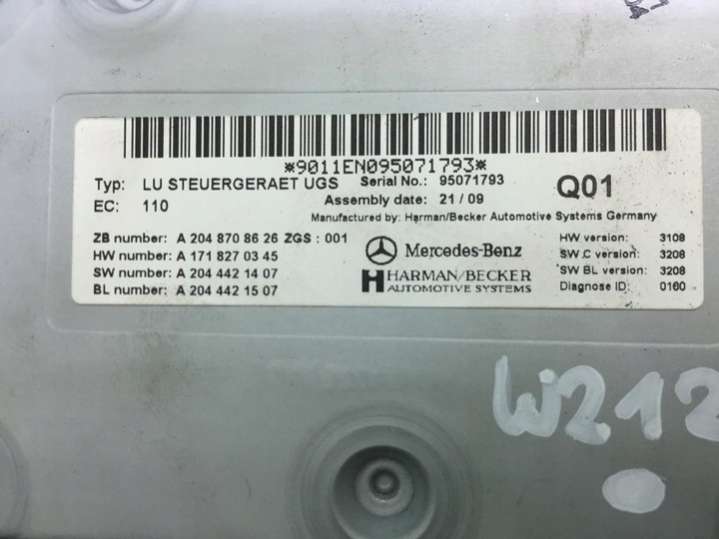 *9011EN095071793*
Typ: LU STEUERGERAET UGS Serial No.: 95071793 Q01
EC: 110 Assembly date: 21 / 09
Manufactured by: Harman/Becker Automotive Systems Germany
ZB number: A 204 870 86 26 ZGS : 001
HW number: A 171 827 03 45
SW number: A 204 442 14 07
BL number: A 204 442 15 07
Mercedes-Benz
HARMAN/BECKER
AUTOMOTIVE SYSTEMS
HW version: 3108
SW C version: 3208
SW BL version: 3208
Diagnose ID: 0160
W212